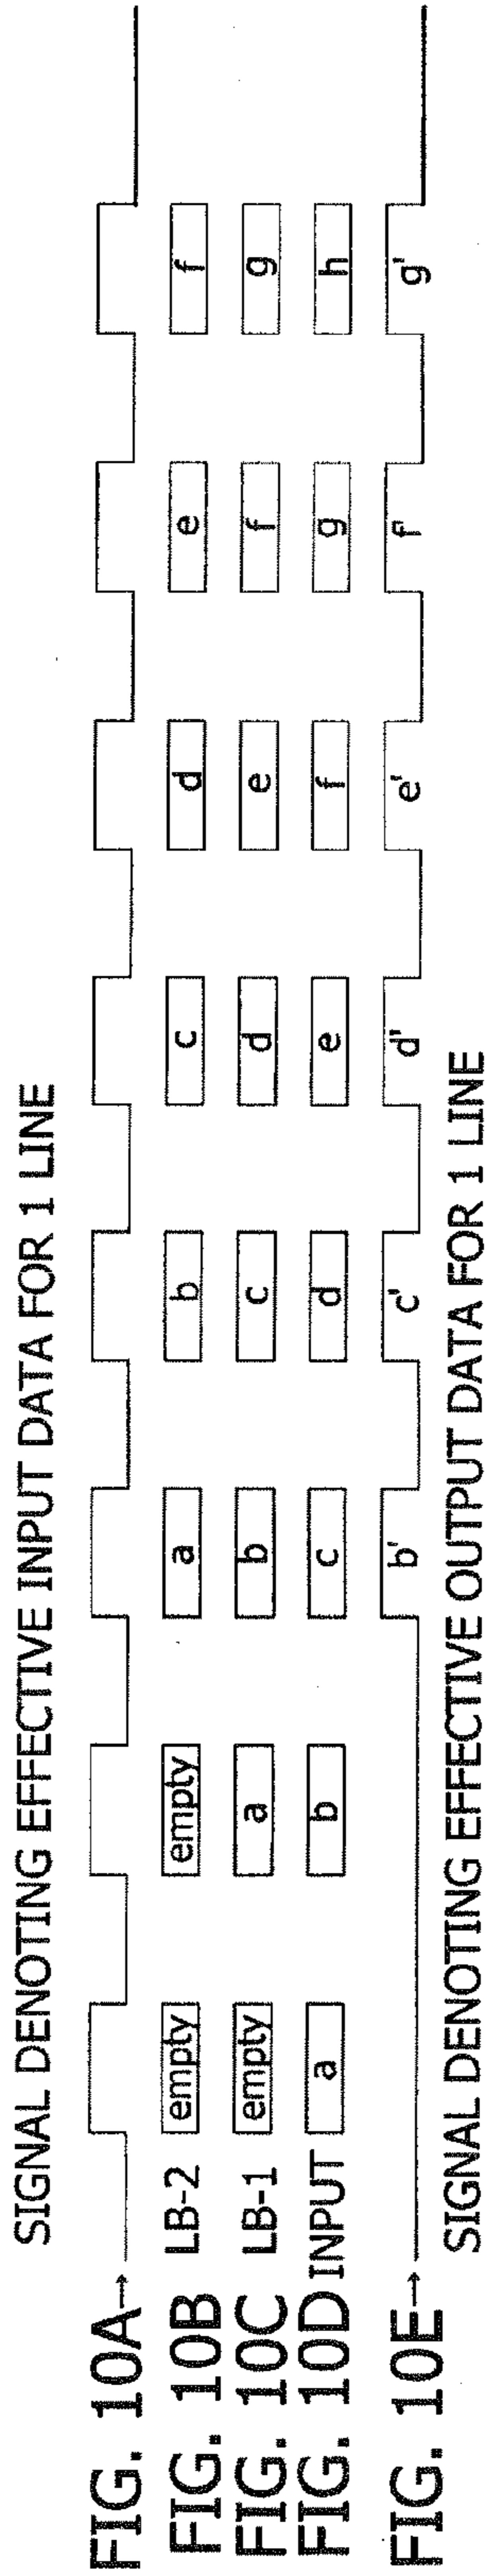 SIGNAL DENOTING EFFECTIVE INPUT DATA FOR 1 LINE
FIG. 10A→
FIG. 10B LB-2 empty empty a b c d e f
FIG. 10C LB-1 empty a b c d e f g
FIG. 10D INPUT a b c d e f g h
FIG. 10E→ b' c' d' e' f' g'
SIGNAL DENOTING EFFECTIVE OUTPUT DATA FOR 1 LINE